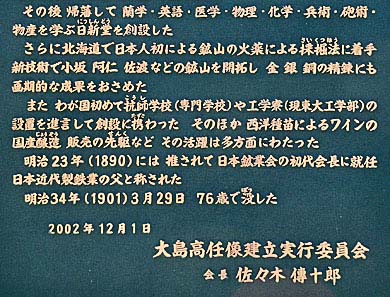 その後 帰藩して 蘭学・英語・医学・物理・化学・兵術・砲術・
物産を学ぶ日新堂を創設した
さらに北海道で日本人初による鉱山の火薬による採掘法に着手
新技術で小坂 阿仁 佐渡などの鉱山を開拓し 金 銀 銅の精錬にも
画期的な成果をおさめた
また わが国初めて坑師学校(専門学校)や工学寮(現東大工学部)の
設置を進言して創設に携わった そのほか 西洋種苗によるワインの
国産醸造 販売の先駆など その活躍は多方面にわたった
明治23年(1890)には 推されて日本鉱業会の初代会長に就任
日本近代製鉄業の父と称された
明治34年(1901)3月29日 76歳で没した
2002年12月1日
大島高任像建立実行委員会
会長 佐々木 傳十郎